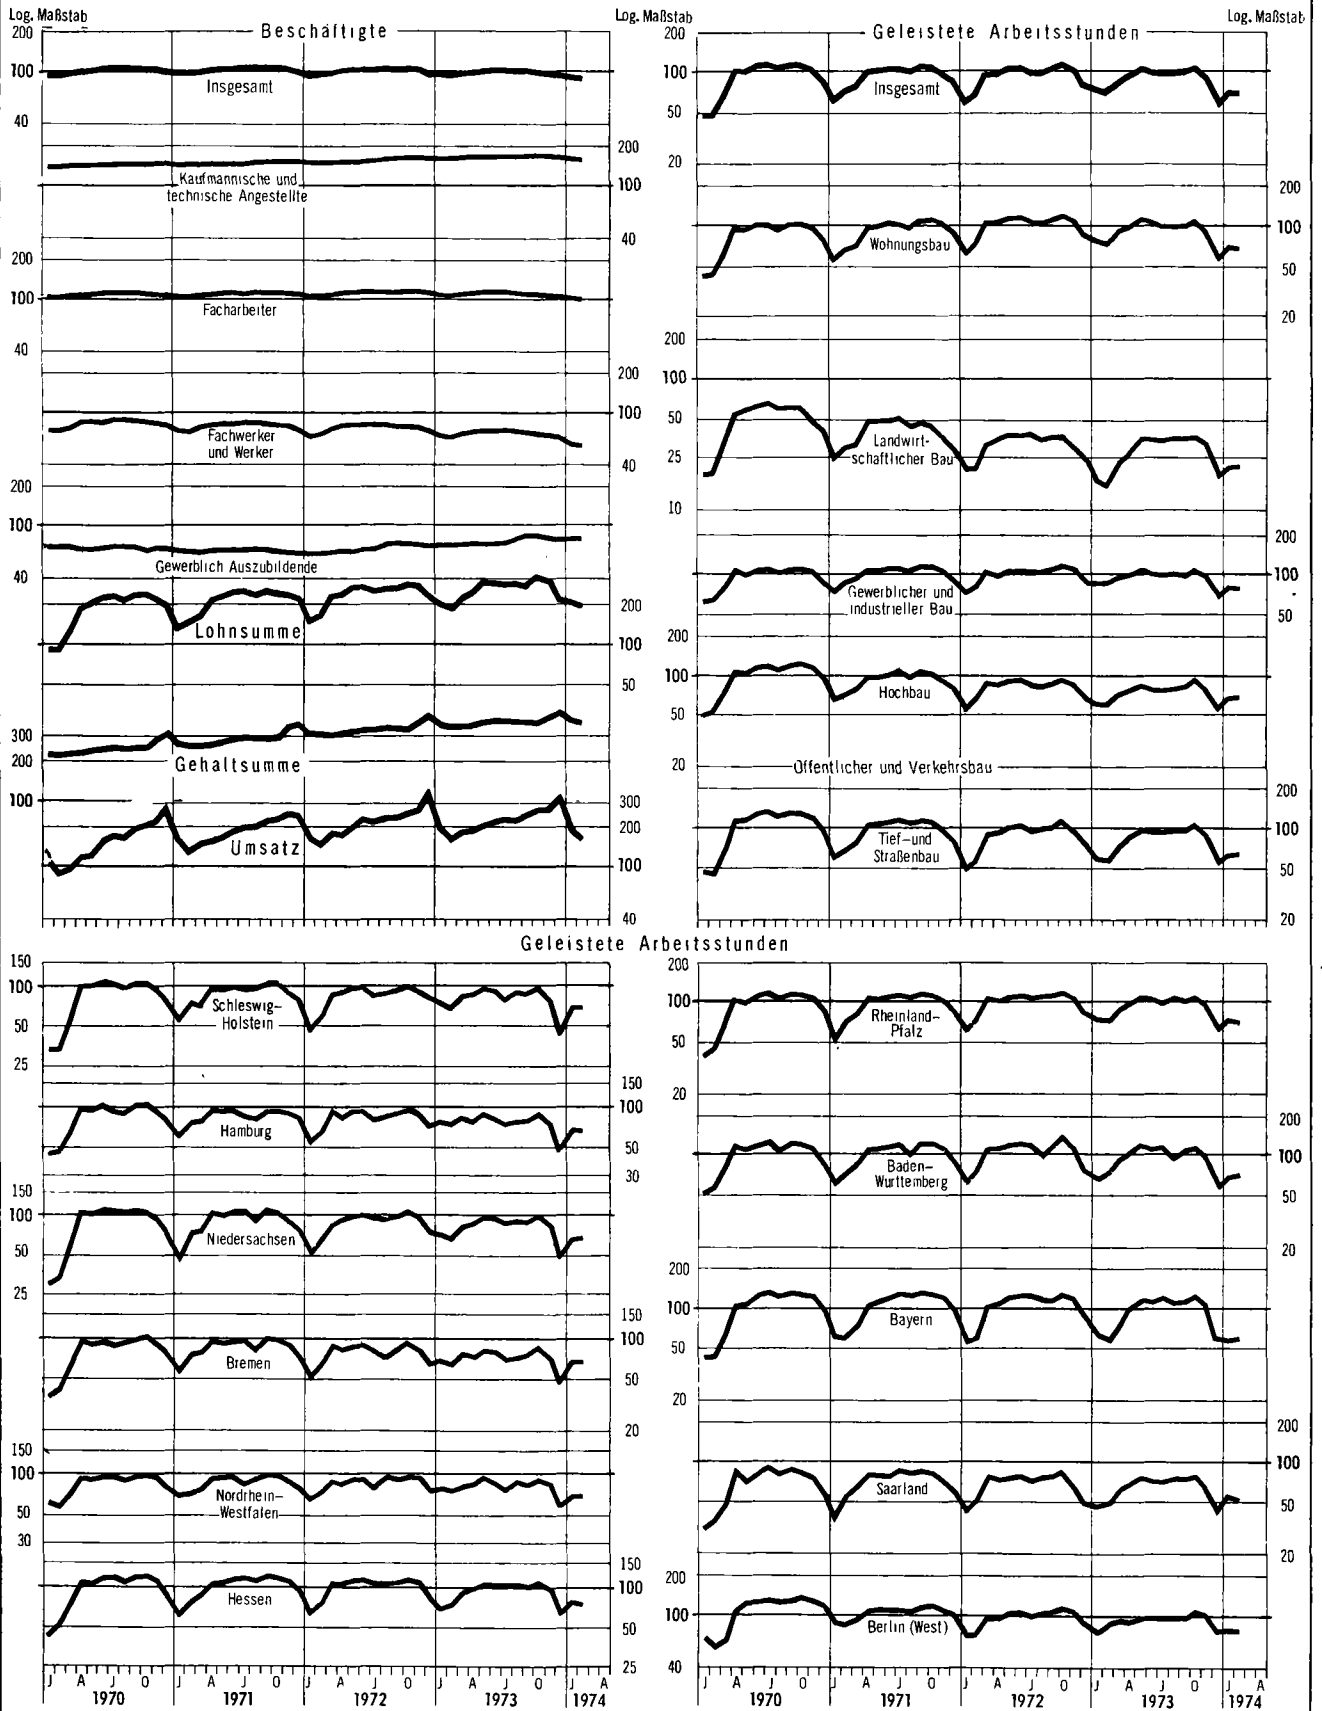 Log. Maßstab
Beschäftigte
200
100
Insgesamt
40
200
Kaufmannische und
technische Angestellte
100
40
200
100
Facharbeiter
40
200
100
Fachwerker
und Werker
40
200
100
Gewerblich Auszubildende
40
200
Lohnsumme
100
50
300
200
Gehaltsumme
100
300
200
Umsatz
100
40
Log. Maßstab
Log. Maßstab
Geleistete Arbeitsstunden
200
100
Insgesamt
50
20
200
100
Wohnungsbau
50
20
200
100
50
Landwirt-
schaftlicher Bau
25
10
200
100
Gewerblicher und
industrieller Bau
50
200
100
Hochbau
50
20
Offentlicher und Verkehrsbau
200
100
Tief-und
Straßenbau
50
20
Geleistete Arbeitsstunden
150
100
Schleswig-
Holstein
50
25
150
100
Hamburg
50
30
150
100
Niedersachsen
50
25
150
100
Bremen
50
20
150
100
Nordrhein-
Westfalen
50
30
150
100
Hessen
50
25
J A J O J A J O J A J O J A J O J A
1970 1971 1972 1973 1974
200
100
Rheinland-
Pfalz
50
20
200
100
Baden-
Wurttemberg
50
20
200
100
Bayern
50
20
200
100
Saarland
50
20
200
100
Berlin (West)
40
J A J O J A J O J A J O J A J O J A
1970 1971 1972 1973 1974